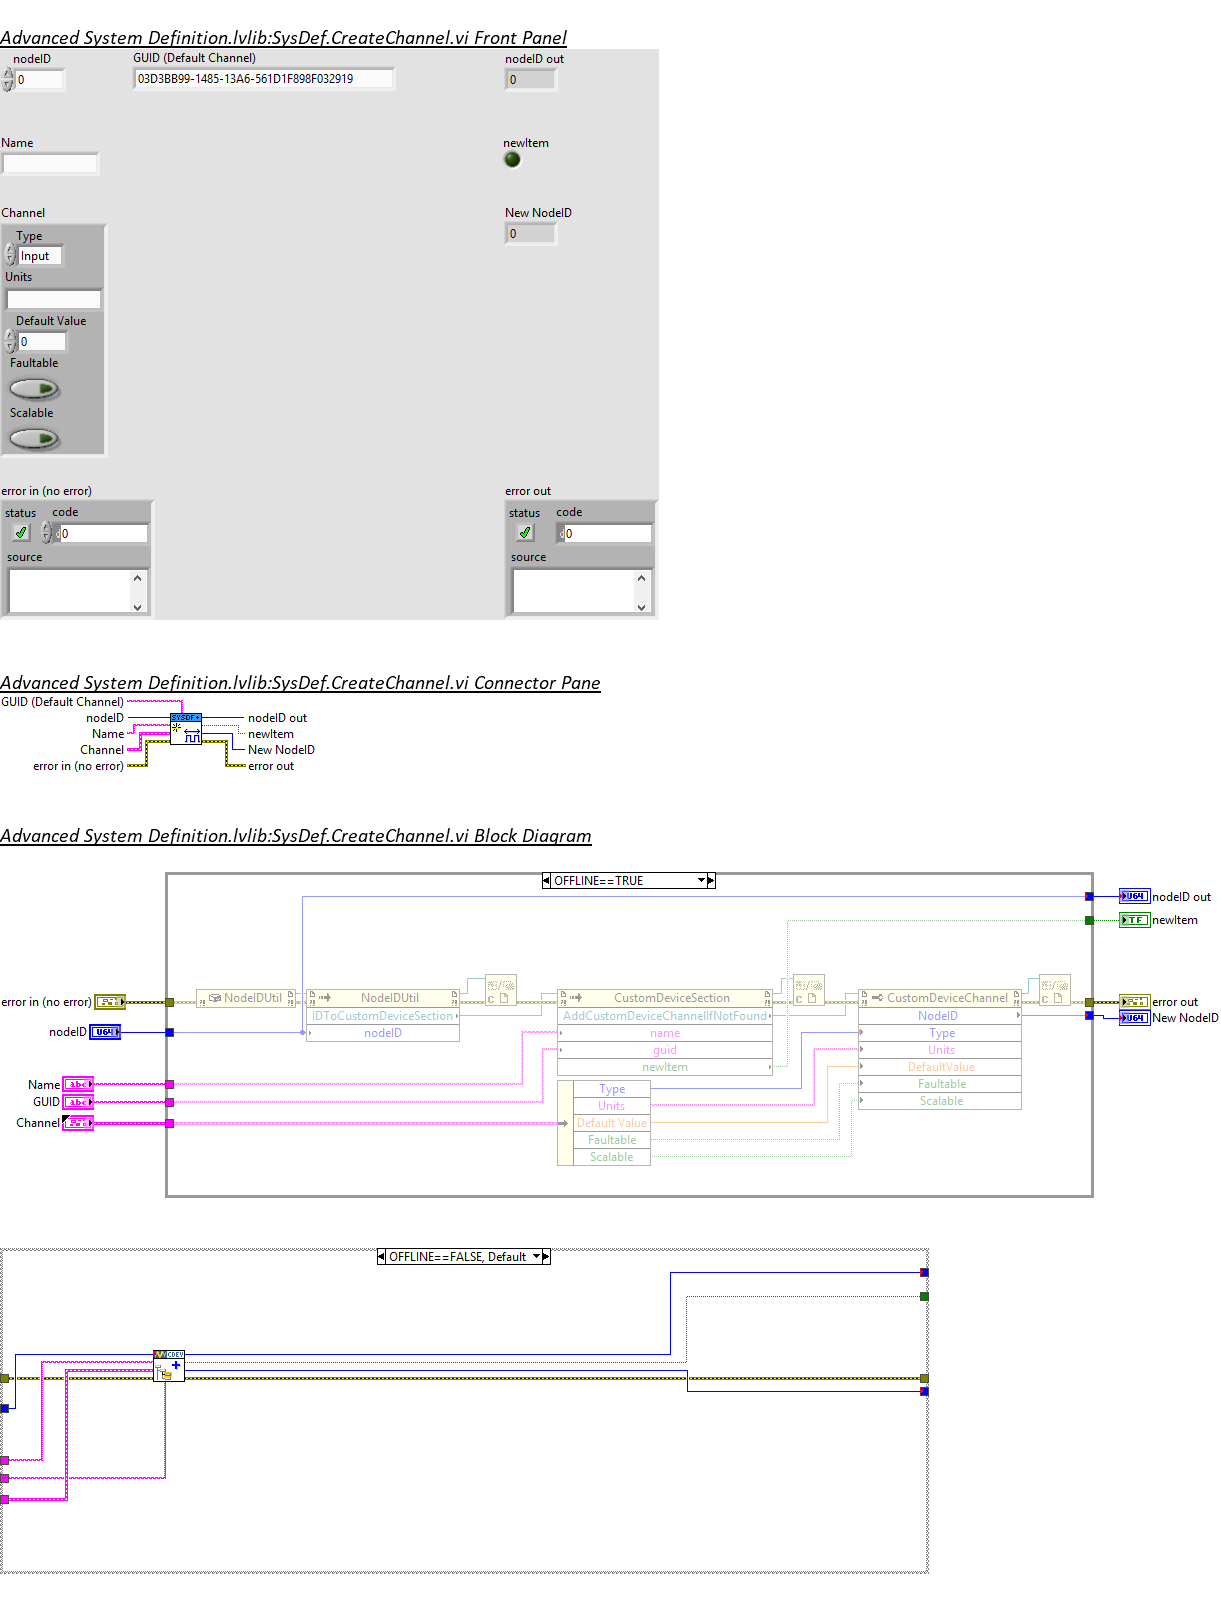 Advanced System Definition.lvlib:SysDef.CreateChannel.vi Front Panel
nodeID
0
GUID (Default Channel)
03D3BB99-1485-13A6-561D1F898F032919
nodeID out
0
Name
newItem
Channel
New NodeID
0
Type
Input
Units
Default Value
0
Faultable
Scalable
error in (no error)
status code
0
source
error out
status code
0
source
Advanced System Definition.lvlib:SysDef.CreateChannel.vi Connector Pane
GUID (Default Channel)
nodeID
Name
Channel
error in (no error)
SYSDF
nodeID out
newItem
New NodeID
error out
Advanced System Definition.lvlib:SysDef.CreateChannel.vi Block Diagram
OFFLINE==TRUE
U64 nodeID out
TF newItem
error in (no error)
nodeID U64
Name abc
GUID abc
Channel
NodeIDUtil
NodeIDUtil
IDToCustomDeviceSection
nodeID
C
CustomDeviceSection
AddCustomDeviceChannelIfNotFound
name
guid
newItem
C
Type
Units
Default Value
Faultable
Scalable
CustomDeviceChannel
NodeID
Type
Units
DefaultValue
Faultable
Scalable
C
error out
U64 New NodeID
OFFLINE==FALSE, Default
CDEV